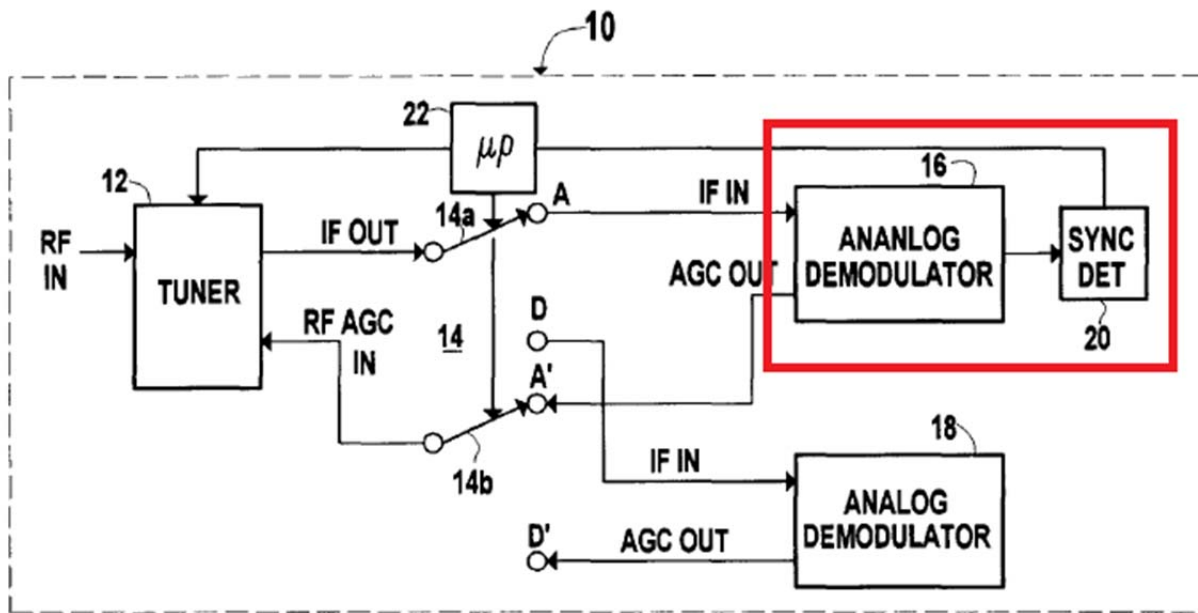 10
22
μp
12
RF
IN
TUNER
IF OUT
14a
A
IF IN
16
ANANLOG
DEMODULATOR
SYNC
DET
20
AGC OUT
RF AGC
IN
14
D
A'
14b
18
IF IN
ANALOG
DEMODULATOR
D'
AGC OUT